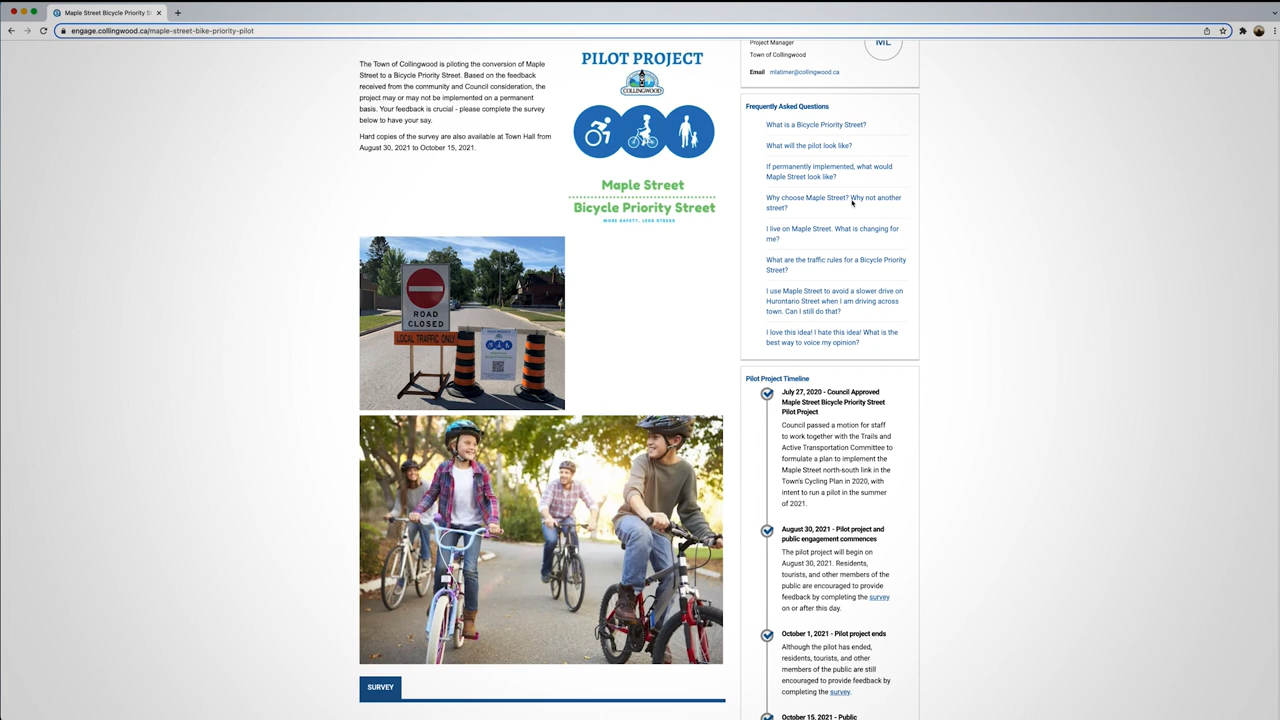 Maple Street Bicycle Priority S
engage.collingwood.ca/maple-street-bike-priority-pilot
The Town of Collingwood is piloting the conversion of Maple
Street to a Bicycle Priority Street. Based on the feedback
received from the community and Council consideration, the
project may or may not be implemented on a permanent
basis. Your feedback is crucial - please complete the survey
below to have your say.
Hard copies of the survey are also available at Town Hall from
August 30, 2021 to October 15, 2021.
PILOT PROJECT
COLLINGWOOD
Maple Street
Bicycle Priority Street
MORE SAFETY. LESS STRESS
ROAD
CLOSED
LOCAL TRAFFIC ONLY
SURVEY
Project Manager
Town of Collingwood
Email mlatimer@collingwood.ca
ML
Frequently Asked Questions
What is a Bicycle Priority Street?
What will the pilot look like?
If permanently implemented, what would
Maple Street look like?
Why choose Maple Street? Why not another
street?
I live on Maple Street. What is changing for
me?
What are the traffic rules for a Bicycle Priority
Street?
I use Maple Street to avoid a slower drive on
Hurontario Street when I am driving across
town. Can I still do that?
I love this idea! I hate this idea! What is the
best way to voice my opinion?
Pilot Project Timeline
July 27, 2020 - Council Approved
Maple Street Bicycle Priority Street
Pilot Project
Council passed a motion for staff
to work together with the Trails and
Active Transportation Committee to
formulate a plan to implement the
Maple Street north-south link in the
Town's Cycling Plan in 2020, with
intent to run a pilot in the summer
of 2021.
August 30, 2021 - Pilot project and
public engagement commences
The pilot project will begin on
August 30, 2021. Residents,
tourists, and other members of the
public are encouraged to provide
feedback by completing the survey
on or after this day.
October 1, 2021 - Pilot project ends
Although the pilot has ended,
residents, tourists, and other
members of the public are still
encouraged to provide feedback by
completing the survey.
October 15, 2021 - Public